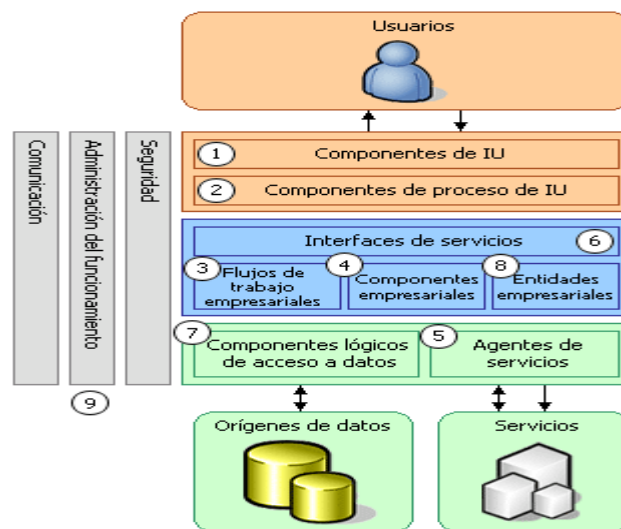 Usuarios
Comunicación
Administración del funcionamiento
Seguridad
1
Componentes de IU
2
Componentes de proceso de IU
Interfaces de servicios
6
3
Flujos de
trabajo
empresariales
4
Componentes
empresariales
8
Entidades
empresariales
7
Componentes lógicos
de acceso a datos
5
Agentes de
servicios
9
Orígenes de datos
Servicios